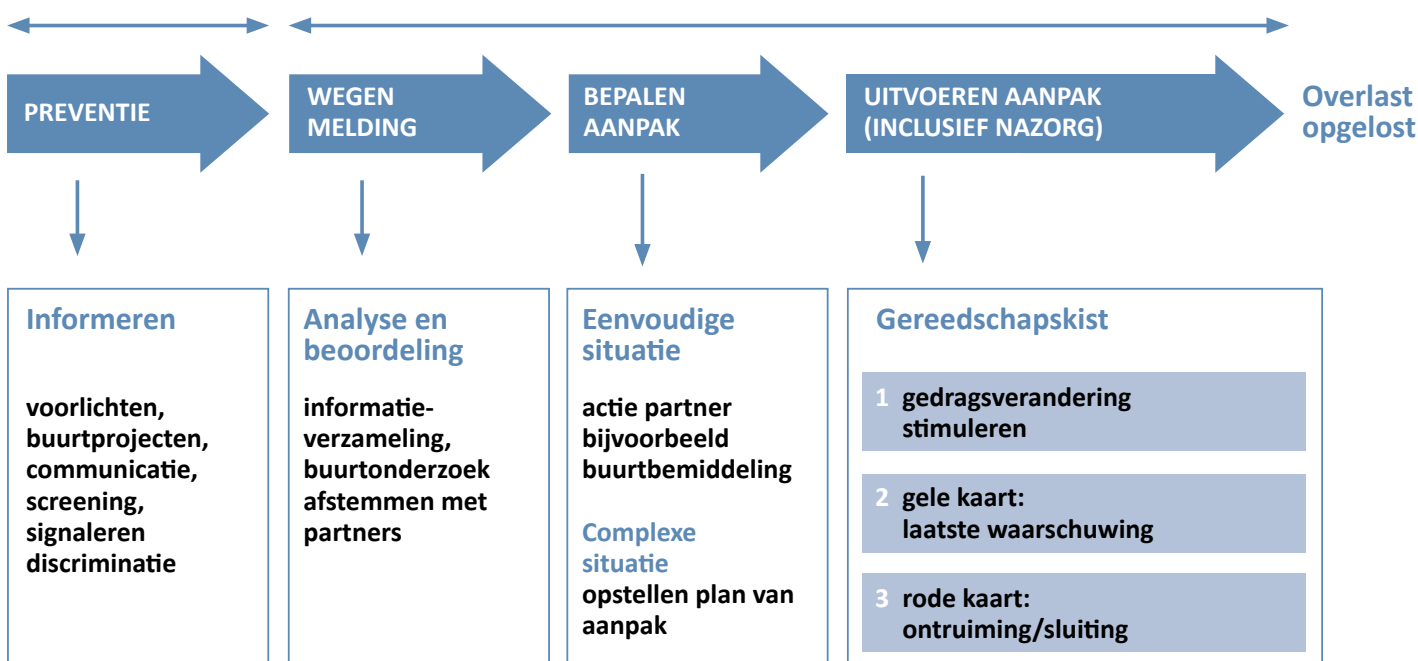 PREVENTIE
WEGEN
MELDING
BEPALEN
AANPAK
UITVOEREN AANPAK
(INCLUSIEF NAZORG)
Overlast
opgelost
Informeren
voorlichten,
buurtprojecten,
communicatie,
screening,
signaleren
discriminatie
Analyse en
beoordeling
informatie-
verzameling,
buurtonderzoek
afstemmen met
partners
Eenvoudige
situatie
actie partner
bijvoorbeeld
buurtbemiddeling
Complexe
situatie
opstellen plan van
aanpak
Gereedschapskist
1 gedragsverandering
stimuleren
2 gele kaart:
laatste waarschuwing
3 rode kaart:
ontruiming/sluiting